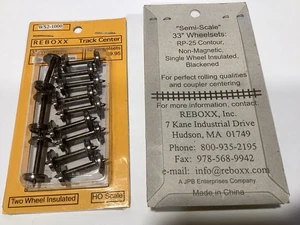 WS2-1000
REBOXX
Track Center
Two Wheel Insulated
HO Scale
"Semi-Scale"
33" Wheelsets:
RP-25 Contour,
Non-Magnetic,
Single Wheel Insulated,
Blackened
For perfect rolling qualities
and coupler centering.
For more information, contact:
REBOXX, Inc.
7 Kane Industrial Drive
Hudson, MA 01749
Phone: 800-935-2195
Fax: 978-568-9942
e-mail: info@reboxx.com
A JPB Enterprises Company
Made in China